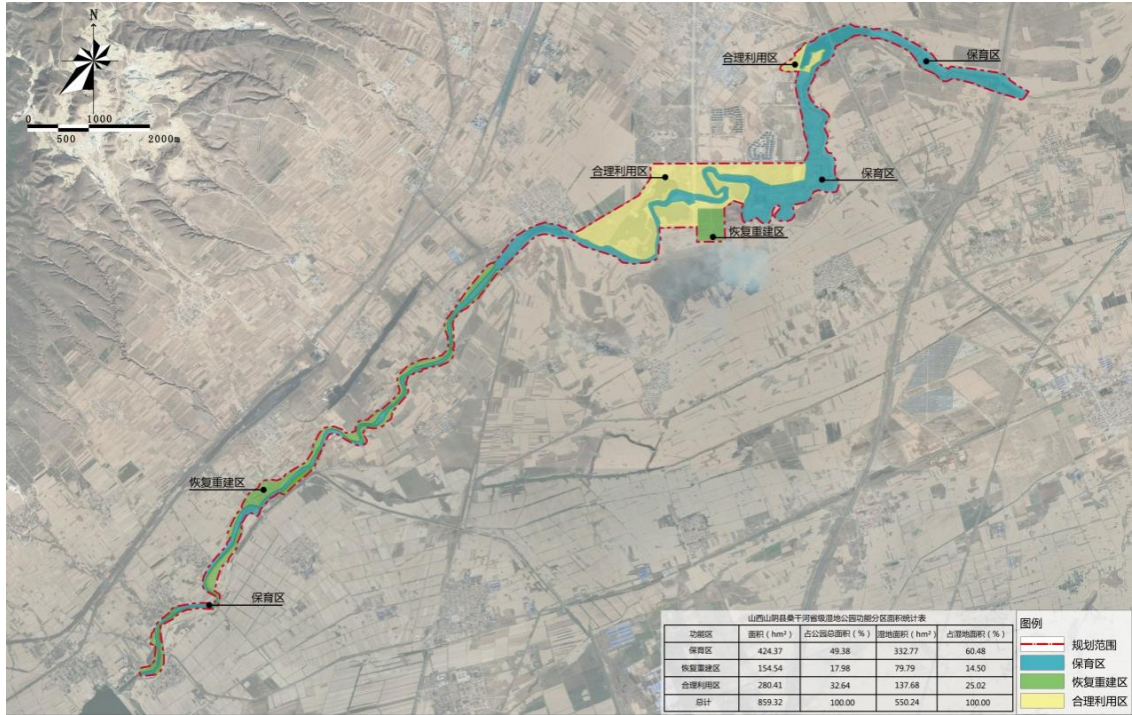 N
0 1000
500 2000m
合理利用区
保育区
合理利用区
保育区
恢复重建区
恢复重建区
保育区
山西山阴县桑干河省级湿地公园功能分区面积统计表
功能区 面积（hm²） 占公园总面积（%） 湿地面积（hm²） 占湿地面积（%）
保育区 424.37 49.38 332.77 60.48
恢复重建区 154.54 17.98 79.79 14.50
合理利用区 280.41 32.64 137.68 25.02
总计 859.32 100.00 550.24 100.00
图例
规划范围
保育区
恢复重建区
合理利用区